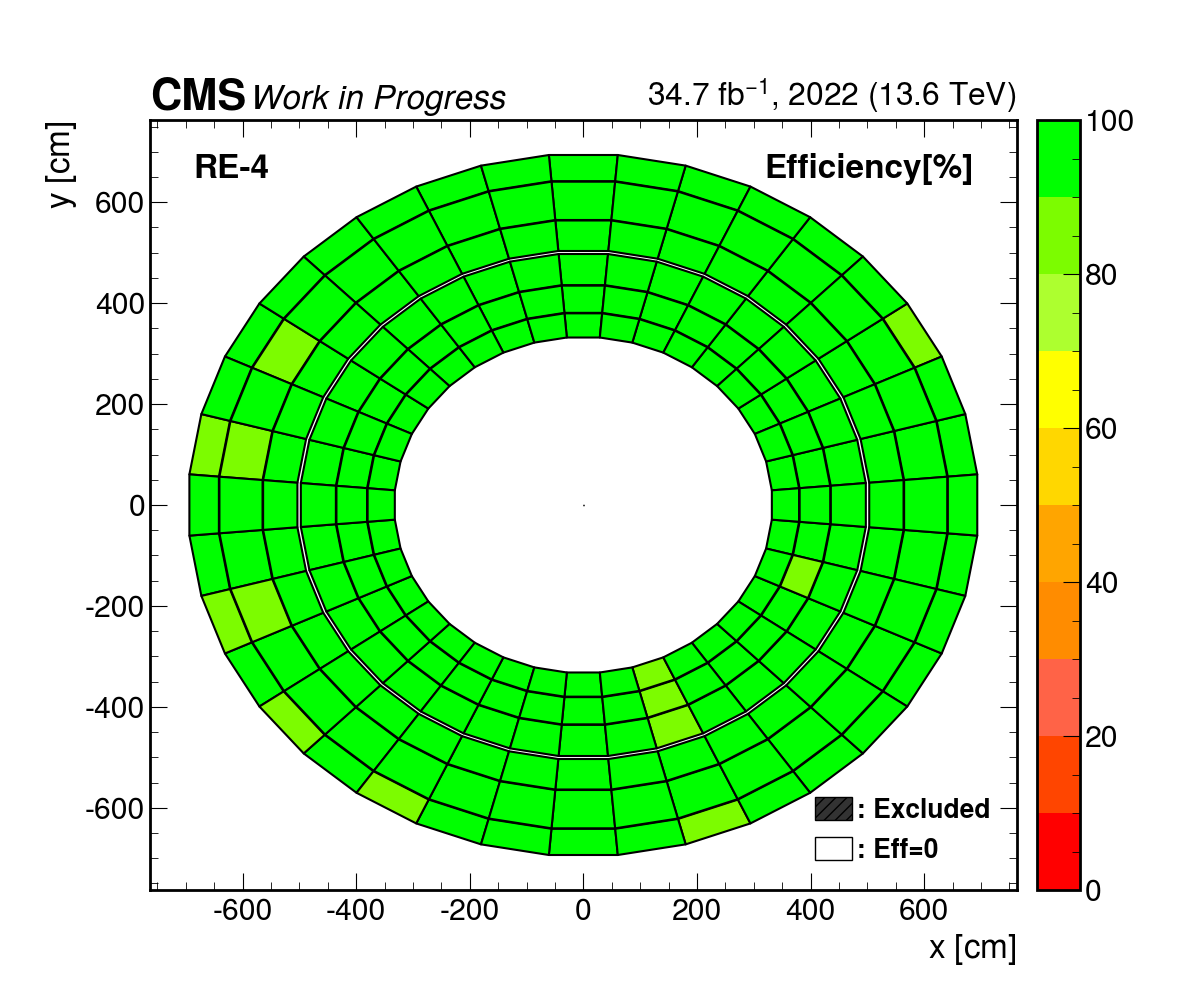 CMS Work in Progress 34.7 fb⁻¹, 2022 (13.6 TeV)
y [cm]
RE-4 Efficiency[%]
600
400
200
0
-200
-400
-600
: Excluded
: Eff=0
-600 -400 -200 0 200 400 600
x [cm]
100
80
60
40
20
0